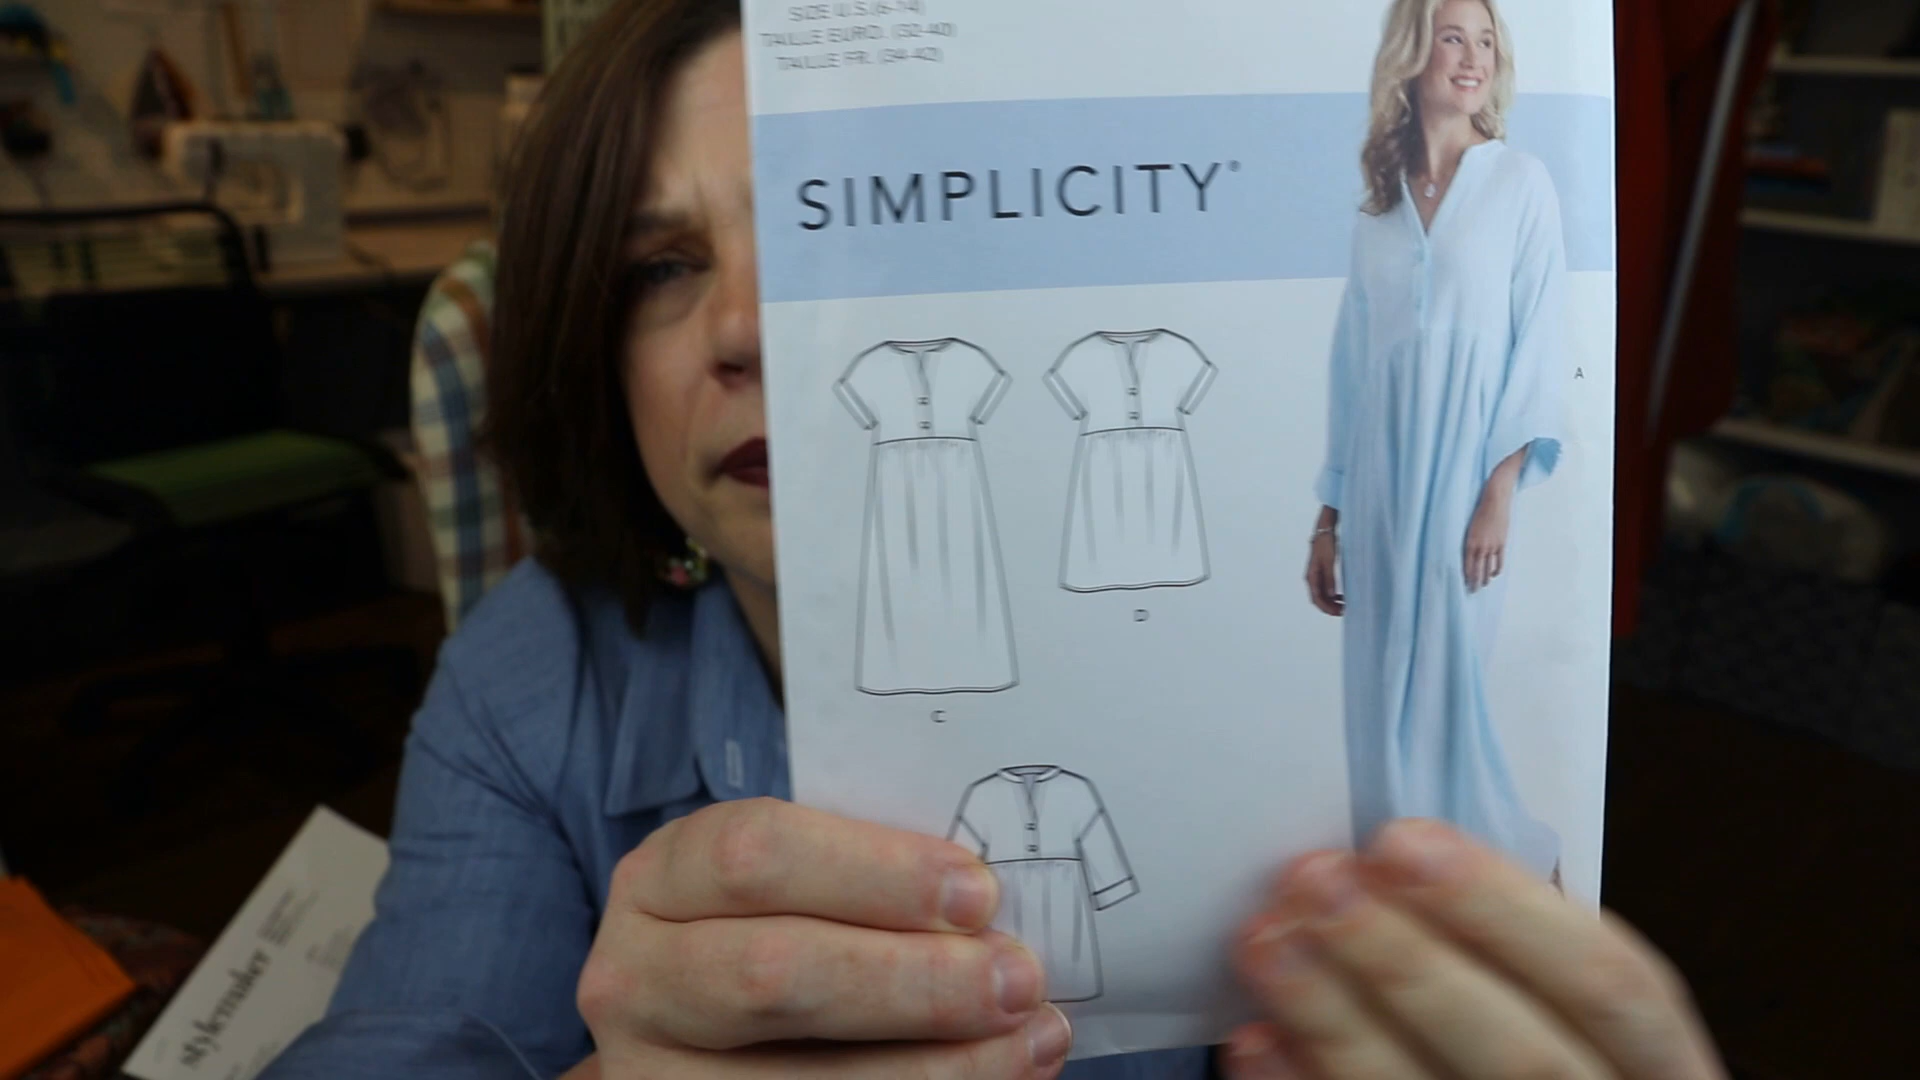 SIZE U.S.(6-14)
TAILLE EURO. (32-40)
TAILLE FR. (34-42)
SIMPLICITY®
A
D
C
stylemaker